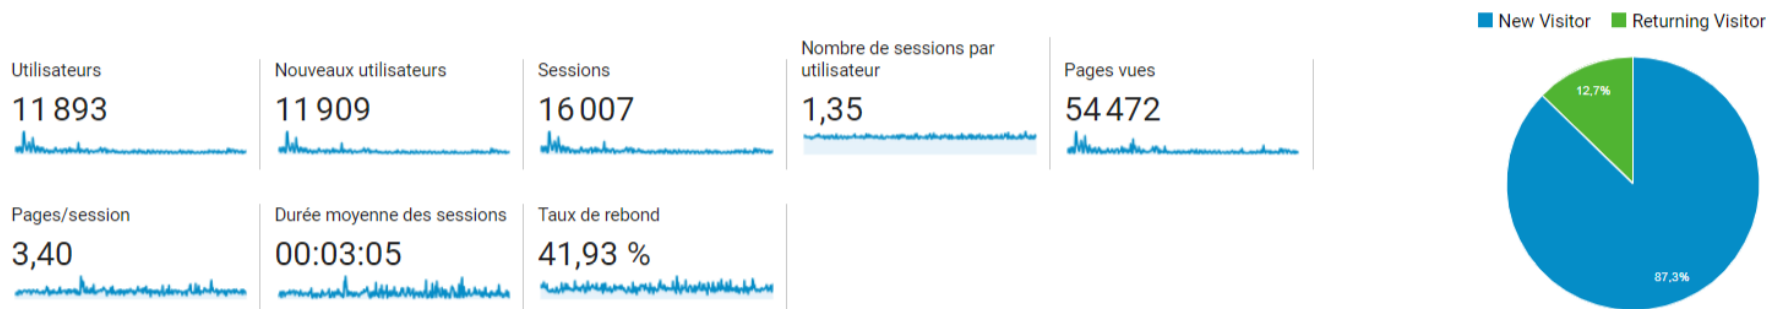 New Visitor Returning Visitor
Utilisateurs
11 893
Nouveaux utilisateurs
11 909
Sessions
16 007
Nombre de sessions par
utilisateur
1,35
Pages vues
54 472
Pages/session
3,40
Durée moyenne des sessions
00:03:05
Taux de rebond
41,93 %
12,7%
87,3%